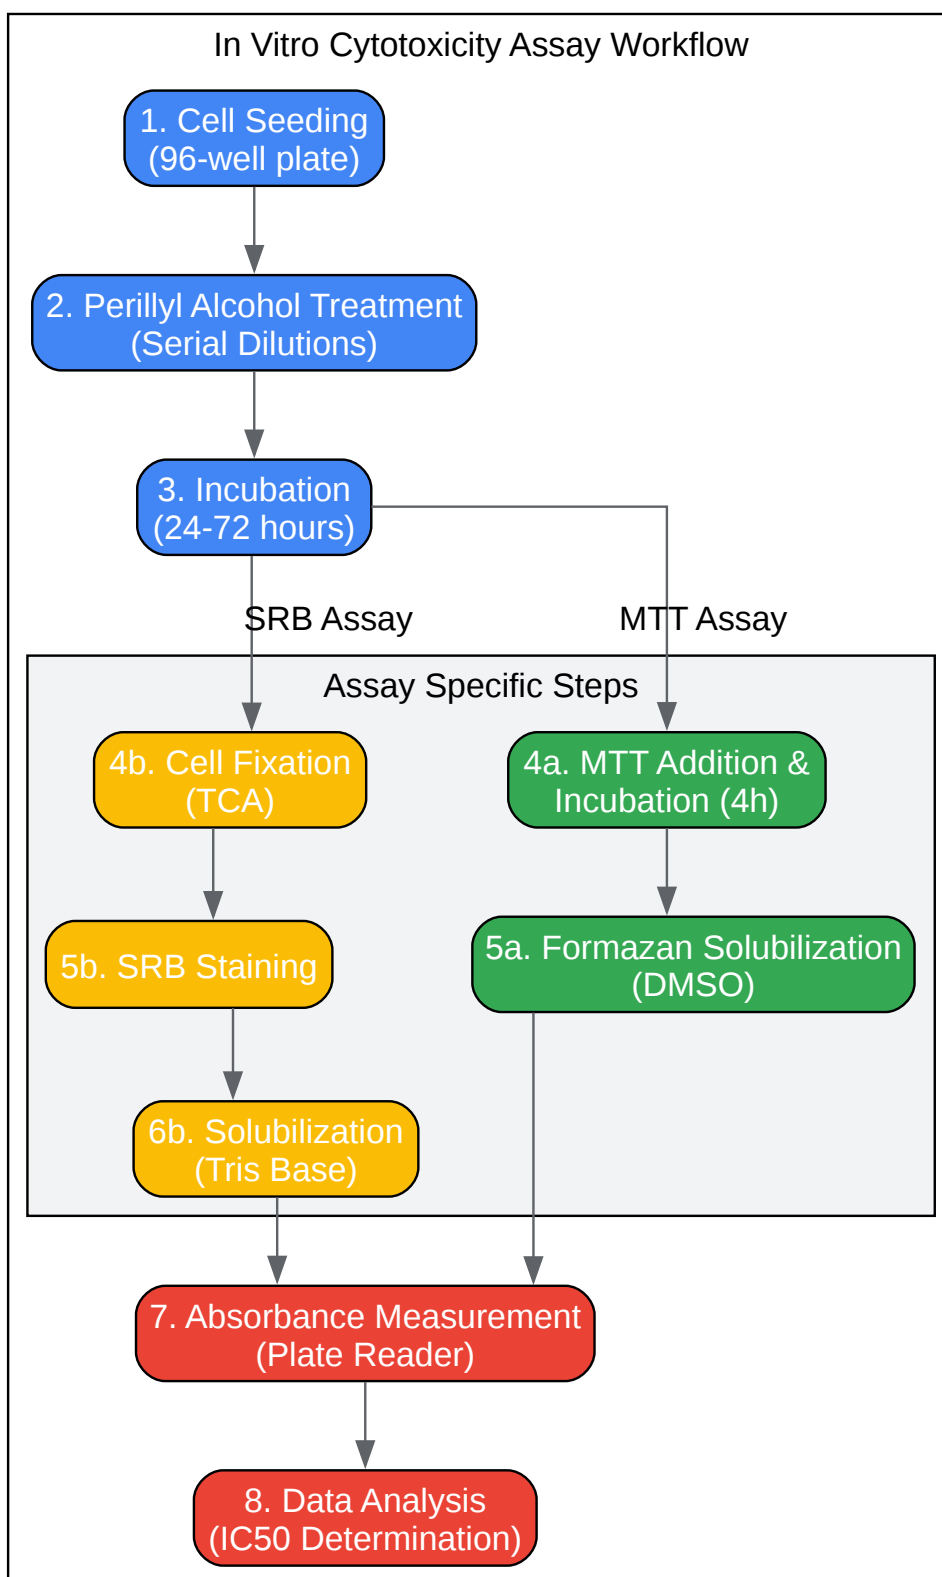 In Vitro Cytotoxicity Assay Workflow
1. Cell Seeding
(96-well plate)
2. Perillyl Alcohol Treatment
(Serial Dilutions)
3. Incubation
(24-72 hours)
SRB Assay
MTT Assay
Assay Specific Steps
4b. Cell Fixation
(TCA)
4a. MTT Addition &
Incubation (4h)
5b. SRB Staining
5a. Formazan Solubilization
(DMSO)
6b. Solubilization
(Tris Base)
7. Absorbance Measurement
(Plate Reader)
8. Data Analysis
(IC50 Determination)